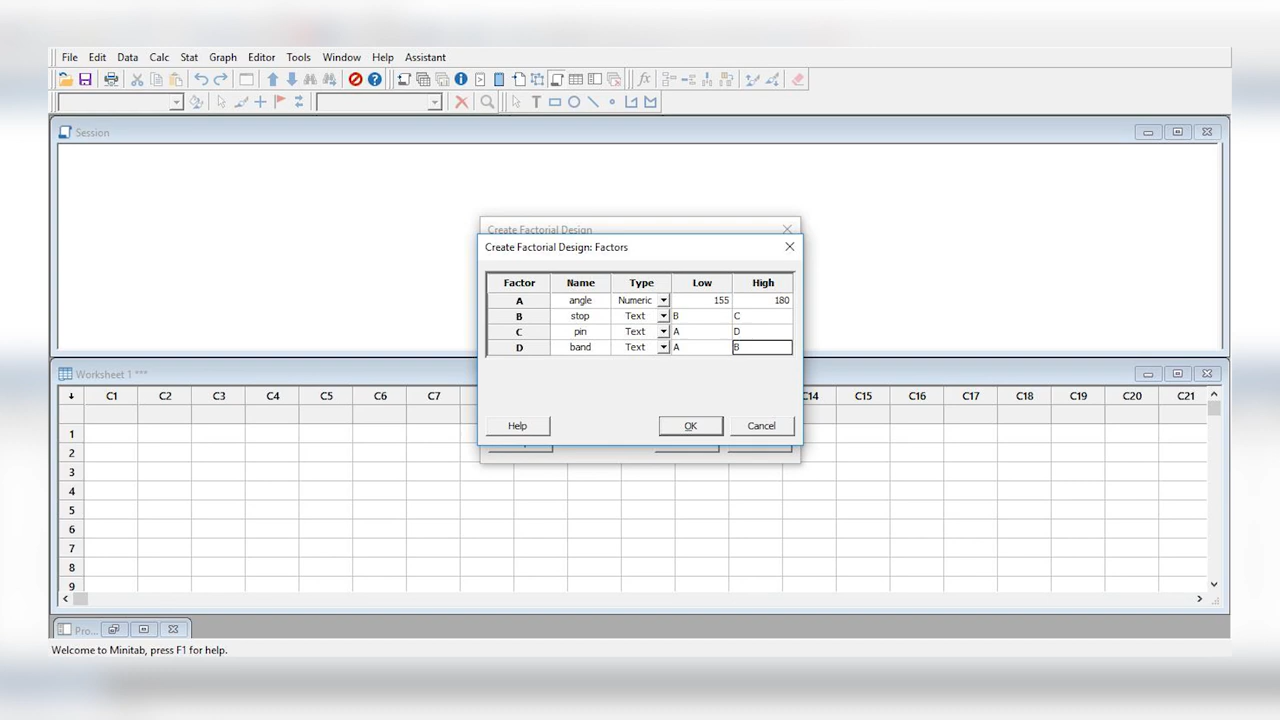 File Edit Data Calc Stat Graph Editor Tools Window Help Assistant
Session
Create Factorial Design
Create Factorial Design: Factors
Factor Name Type Low High
A angle Numeric 155 180
B stop Text B C
C pin Text A D
D band Text A B
Help OK Cancel
Worksheet 1 ***
C1 C2 C3 C4 C5 C6 C7 C14 C15 C16 C17 C18 C19 C20 C21
1
2
3
4
5
6
7
8
9
Pro...
Welcome to Minitab, press F1 for help.